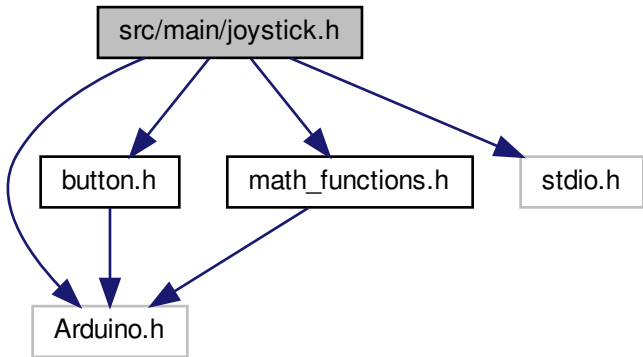 src/main/joystick.h
button.h
math_functions.h
stdio.h
Arduino.h